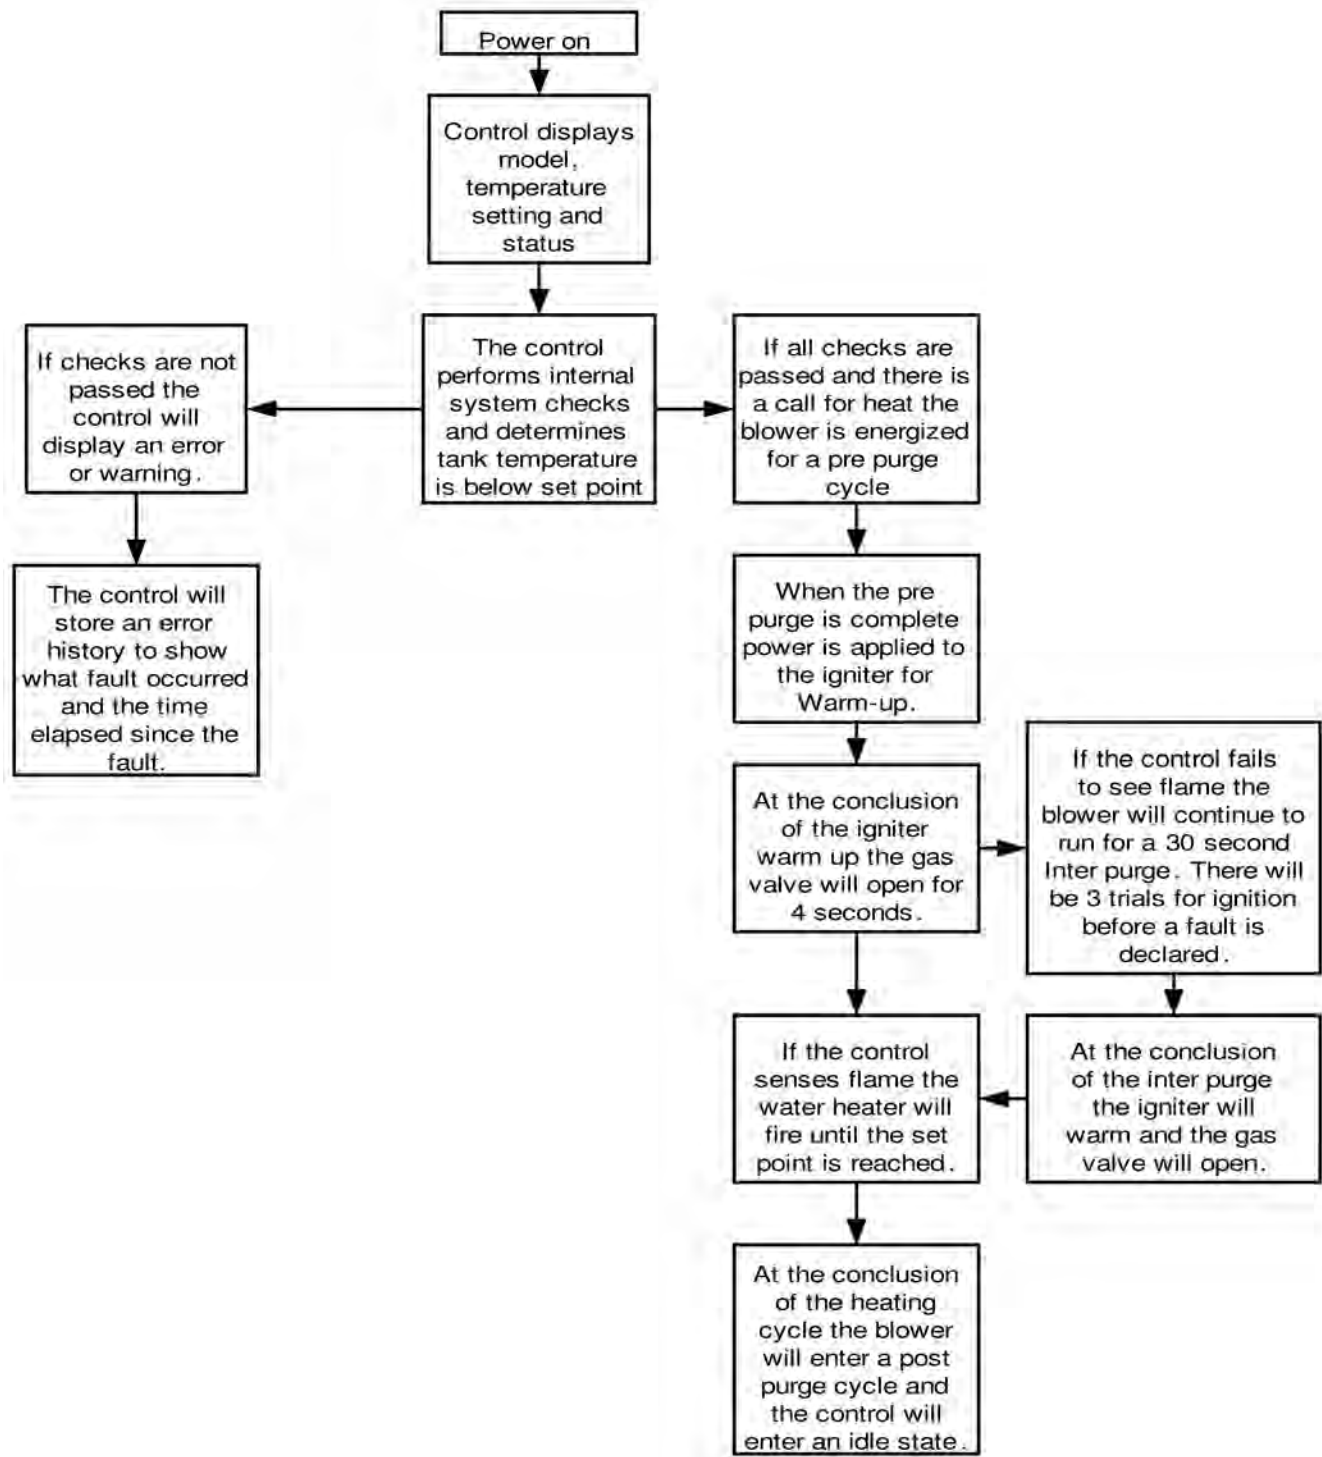 Power on
Control displays
model,
temperature
setting and
status
The control
performs internal
system checks
and determines
tank temperature
is below set point
If checks are not
passed the
control will
display an error
or warning.
The control will
store an error
history to show
what fault occurred
and the time
elapsed since the
fault.
If all checks are
passed and there is
a call for heat the
blower is energized
for a pre purge
cycle
When the pre
purge is complete
power is applied to
the igniter for
Warm-up.
At the conclusion
of the igniter
warm up the gas
valve will open for
4 seconds.
If the control fails
to see flame the
blower will continue to
run for a 30 second
Inter purge. There will
be 3 trials for ignition
before a fault is
declared.
At the conclusion
of the inter purge
the igniter will
warm and the gas
valve will open.
If the control
senses flame the
water heater will
fire until the set
point is reached.
At the conclusion
of the heating
cycle the blower
will enter a post
purge cycle and
the control will
enter an idle state.